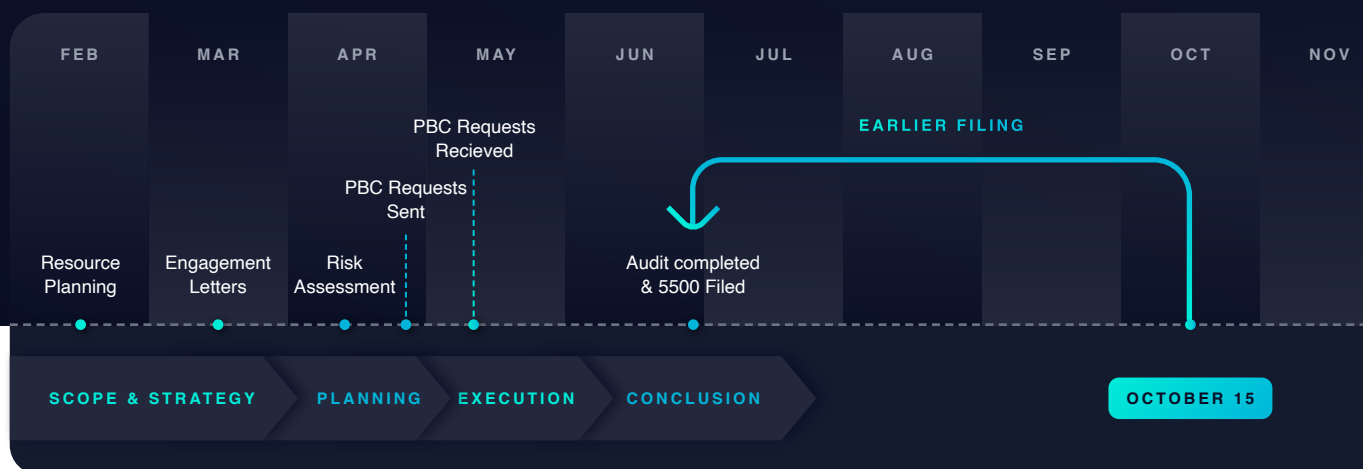 FEB
MAR
APR
MAY
JUN
JUL
AUG
SEP
OCT
NOV
EARLIER FILING
PBC Requests
Recieved
PBC Requests
Sent
Resource
Planning
Engagement
Letters
Risk
Assessment
Audit completed
& 5500 Filed
SCOPE & STRATEGY
PLANNING
EXECUTION
CONCLUSION
OCTOBER 15